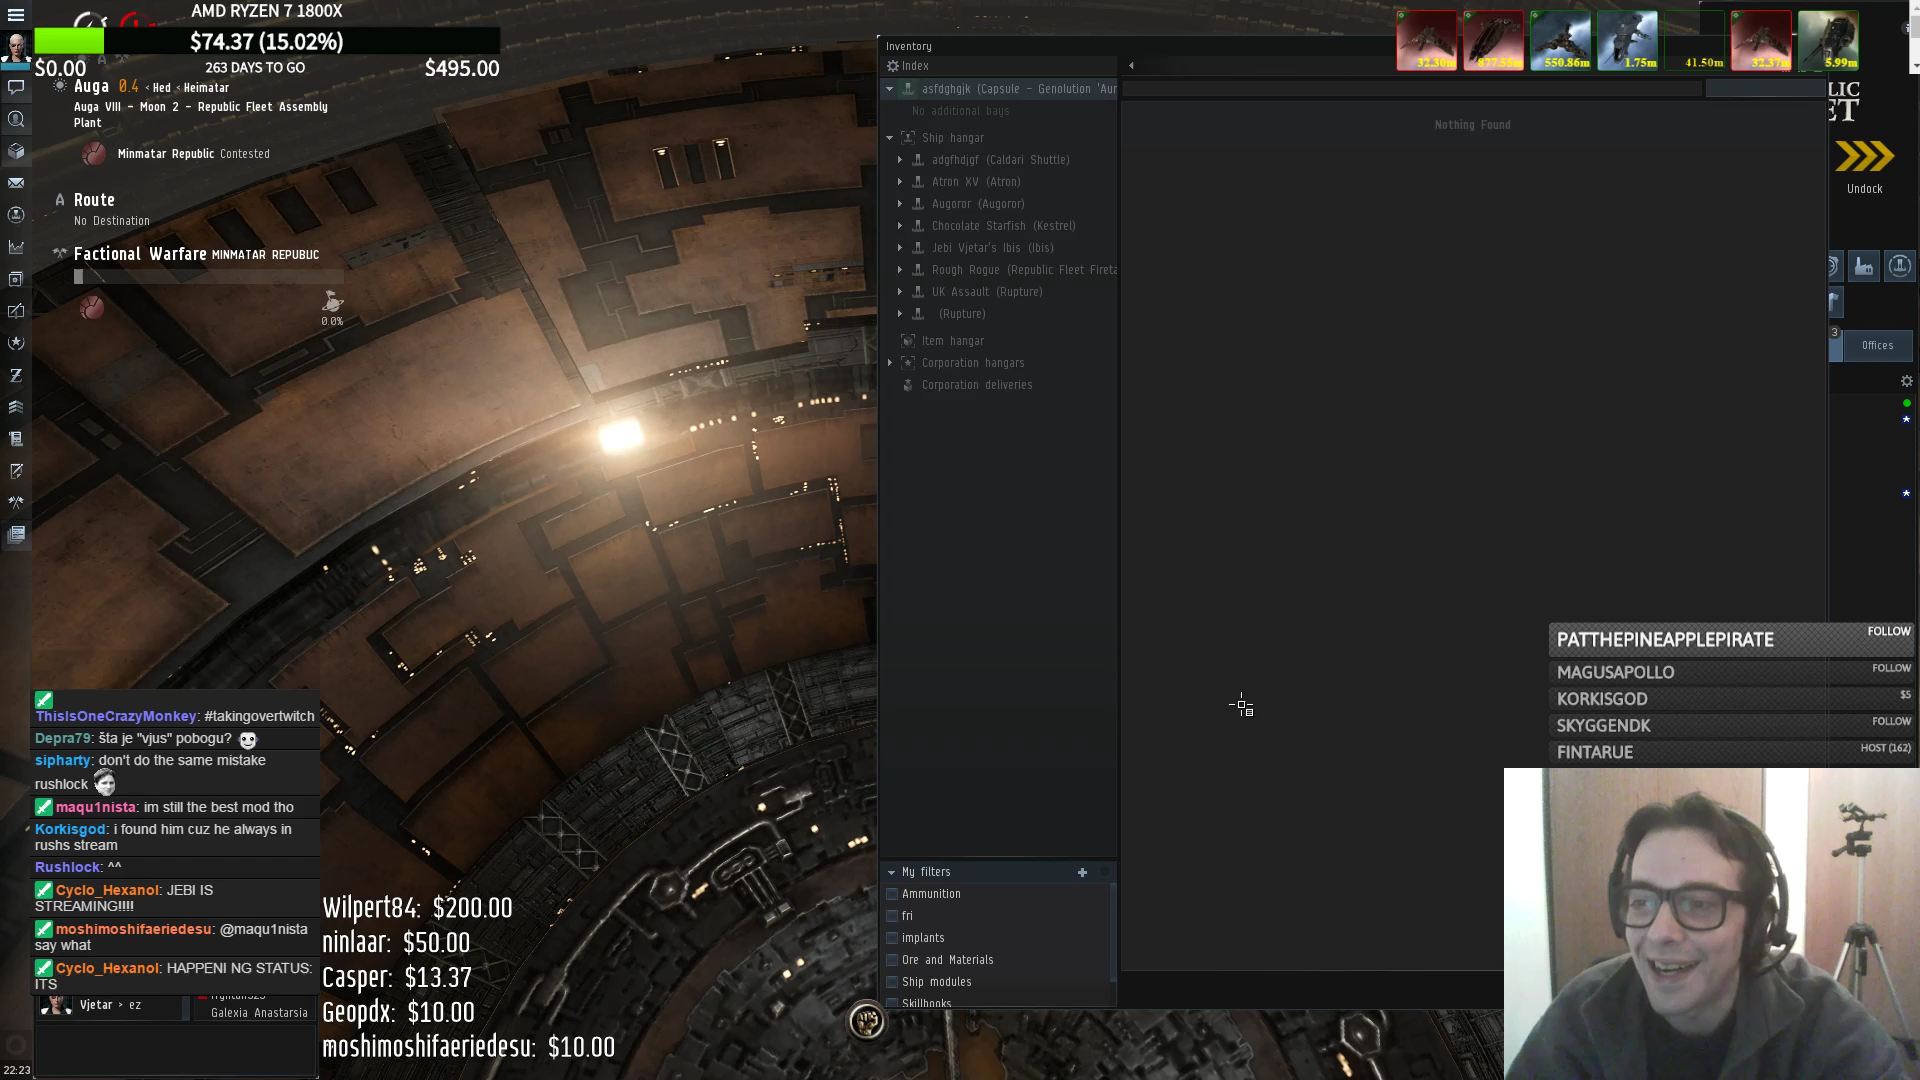 AMD RYZEN 7 1800X
$74.37 (15.02%)
$0.00
263 DAYS TO GO
$495.00
Auga 0.4 < Hed < Heimatar
Auga VIII - Moon 2 - Republic Fleet Assembly
Plant
Minmatar Republic Contested
Route
No Destination
Factional Warfare MINMATAR REPUBLIC
0.0%
Inventory
Index
asfdghgjk (Capsule - Genolution 'Aur
No additional bays
Ship hangar
adgfhdjgf (Caldari Shuttle)
Atron XV (Atron)
Augoror (Augoror)
Chocolate Starfish (Kestrel)
Jebi Vjetar's Ibis (Ibis)
Rough Rogue (Republic Fleet Fireta
UK Assault (Rupture)
(Rupture)
Item hangar
Corporation hangars
Corporation deliveries
Nothing Found
My filters
Ammunition
fri
implants
Ore and Materials
Ship modules
Skillbooks
32.30m
877.55m
550.86m
1.75m
41.50m
32.37m
5.99m
LIC
ET
Undock
3
Offices
PATTHEPINEAPPLEPIRATE FOLLOW
MAGUSAPOLLO FOLLOW
KORKISGOD $5
SKYGGENDK FOLLOW
FINTARUE HOST (162)
ThisIsOneCrazyMonkey: #takingovertwitch
Depra79: šta je "vjus" pobogu?
sipharty: don't do the same mistake
rushlock
maqu1nista: im still the best mod tho
Korkisgod: i found him cuz he always in
rushs stream
Rushlock: ^^
Cyclo_Hexanol: JEBI IS
STREAMING!!!!
moshimoshifaeriedesu: @maqu1nista
say what
Cyclo_Hexanol: HAPPENI NG STATUS:
ITS
Vjetar > ez
Galexia Anastarsia
22:23
Wilpert84: $200.00
ninlaar: $50.00
Casper: $13.37
Geopdx: $10.00
moshimoshifaeriedesu: $10.00